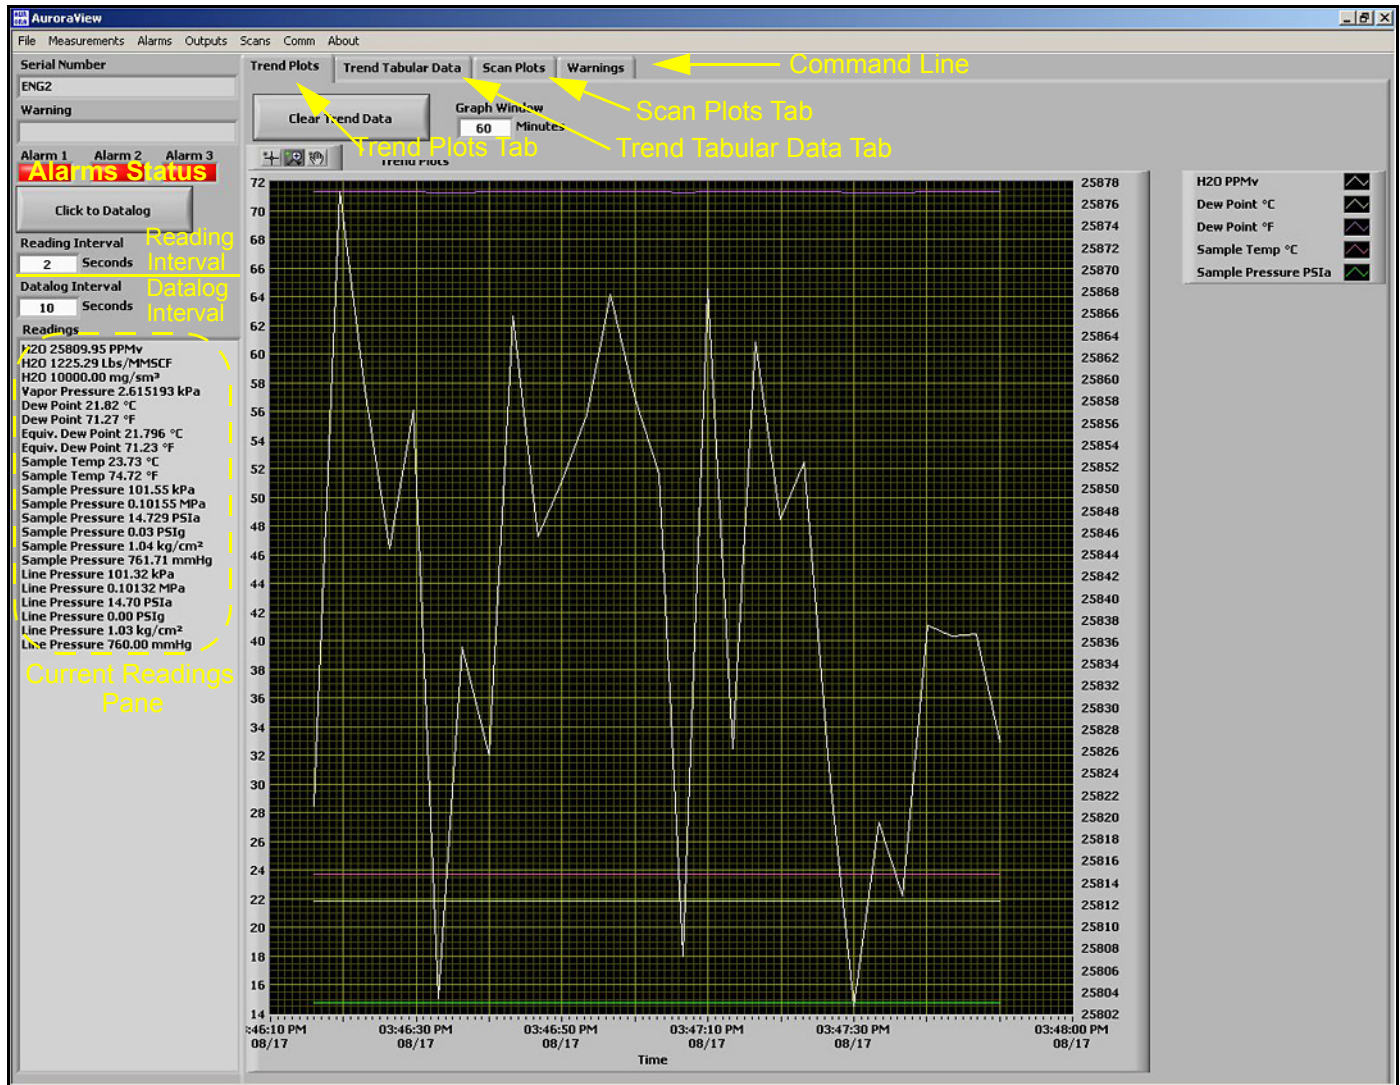 AuroraView
File Measurements Alarms Outputs Scans Comm About
Serial Number
ENG2
Warning
Alarm 1 Alarm 2 Alarm 3
Alarms Status
Click to Datalog
Reading Interval
2 Seconds
Reading
Interval
Datalog Interval
10 Seconds
Datalog
Interval
Readings
H2O 25809.95 PPMv
H2O 1225.29 Lbs/MMSCF
H2O 10000.00 mg/sm³
Vapor Pressure 2.615193 kPa
Dew Point 21.82 °C
Dew Point 71.27 °F
Equiv. Dew Point 21.796 °C
Equiv. Dew Point 71.23 °F
Sample Temp 23.73 °C
Sample Temp 74.72 °F
Sample Pressure 101.55 kPa
Sample Pressure 0.10155 MPa
Sample Pressure 14.729 PSIa
Sample Pressure 0.03 PSIg
Sample Pressure 1.04 kg/cm²
Sample Pressure 761.71 mmHg
Line Pressure 101.32 kPa
Line Pressure 0.10132 MPa
Line Pressure 14.70 PSIa
Line Pressure 0.00 PSIg
Line Pressure 1.03 kg/cm²
Line Pressure 760.00 mmHg
Current Readings
Pane
Trend Plots Trend Tabular Data Scan Plots Warnings
Command Line
Clear Trend Data
Graph Window
60 Minutes
Scan Plots Tab
Trend Plots Tab
Trend Tabular Data Tab
Trend Plots
72
70
68
66
64
62
60
58
56
54
52
50
48
46
44
42
40
38
36
34
32
30
28
26
24
22
20
18
16
14
25878
25876
25874
25872
25870
25868
25866
25864
25862
25860
25858
25856
25854
25852
25850
25848
25846
25844
25842
25840
25838
25836
25834
25832
25830
25828
25826
25824
25822
25820
25818
25816
25814
25812
25810
25808
25806
25804
25802
:46:10 PM 03:46:30 PM 03:46:50 PM 03:47:10 PM 03:47:30 PM 03:48:00 PM
08/17 08/17 08/17 08/17 08/17 08/17
Time
H2O PPMv
Dew Point °C
Dew Point °F
Sample Temp °C
Sample Pressure PSIa